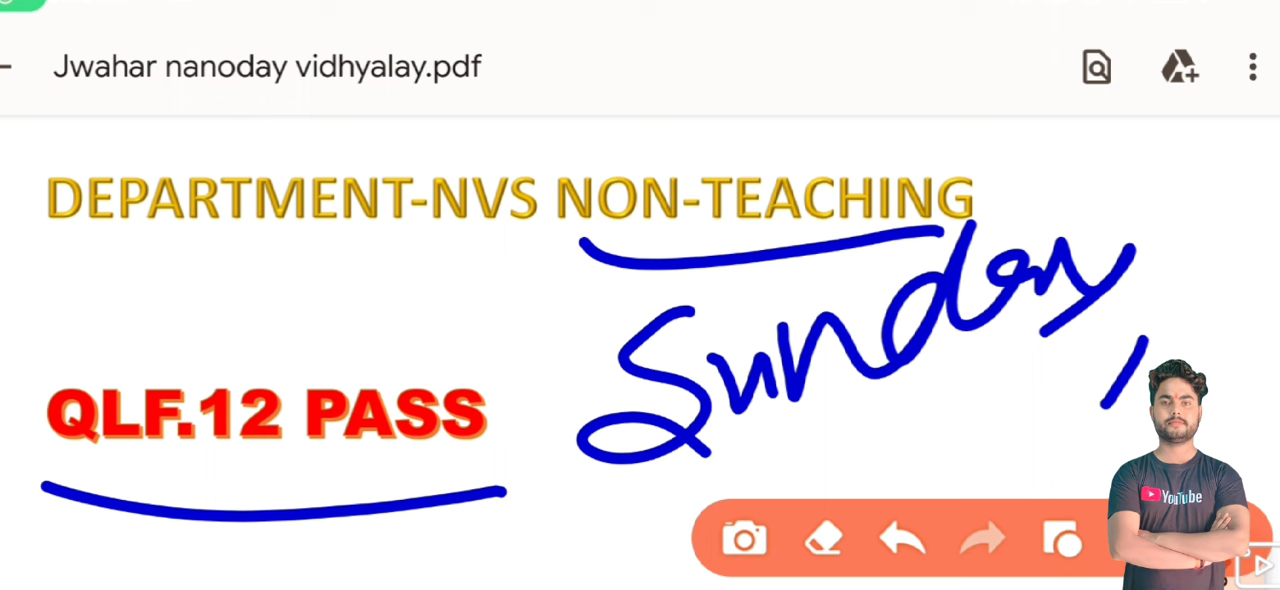 Jwahar nanoday vidhyalay.pdf
DEPARTMENT-NVS NON-TEACHING
Sunday
QLF.12 PASS
YouTube